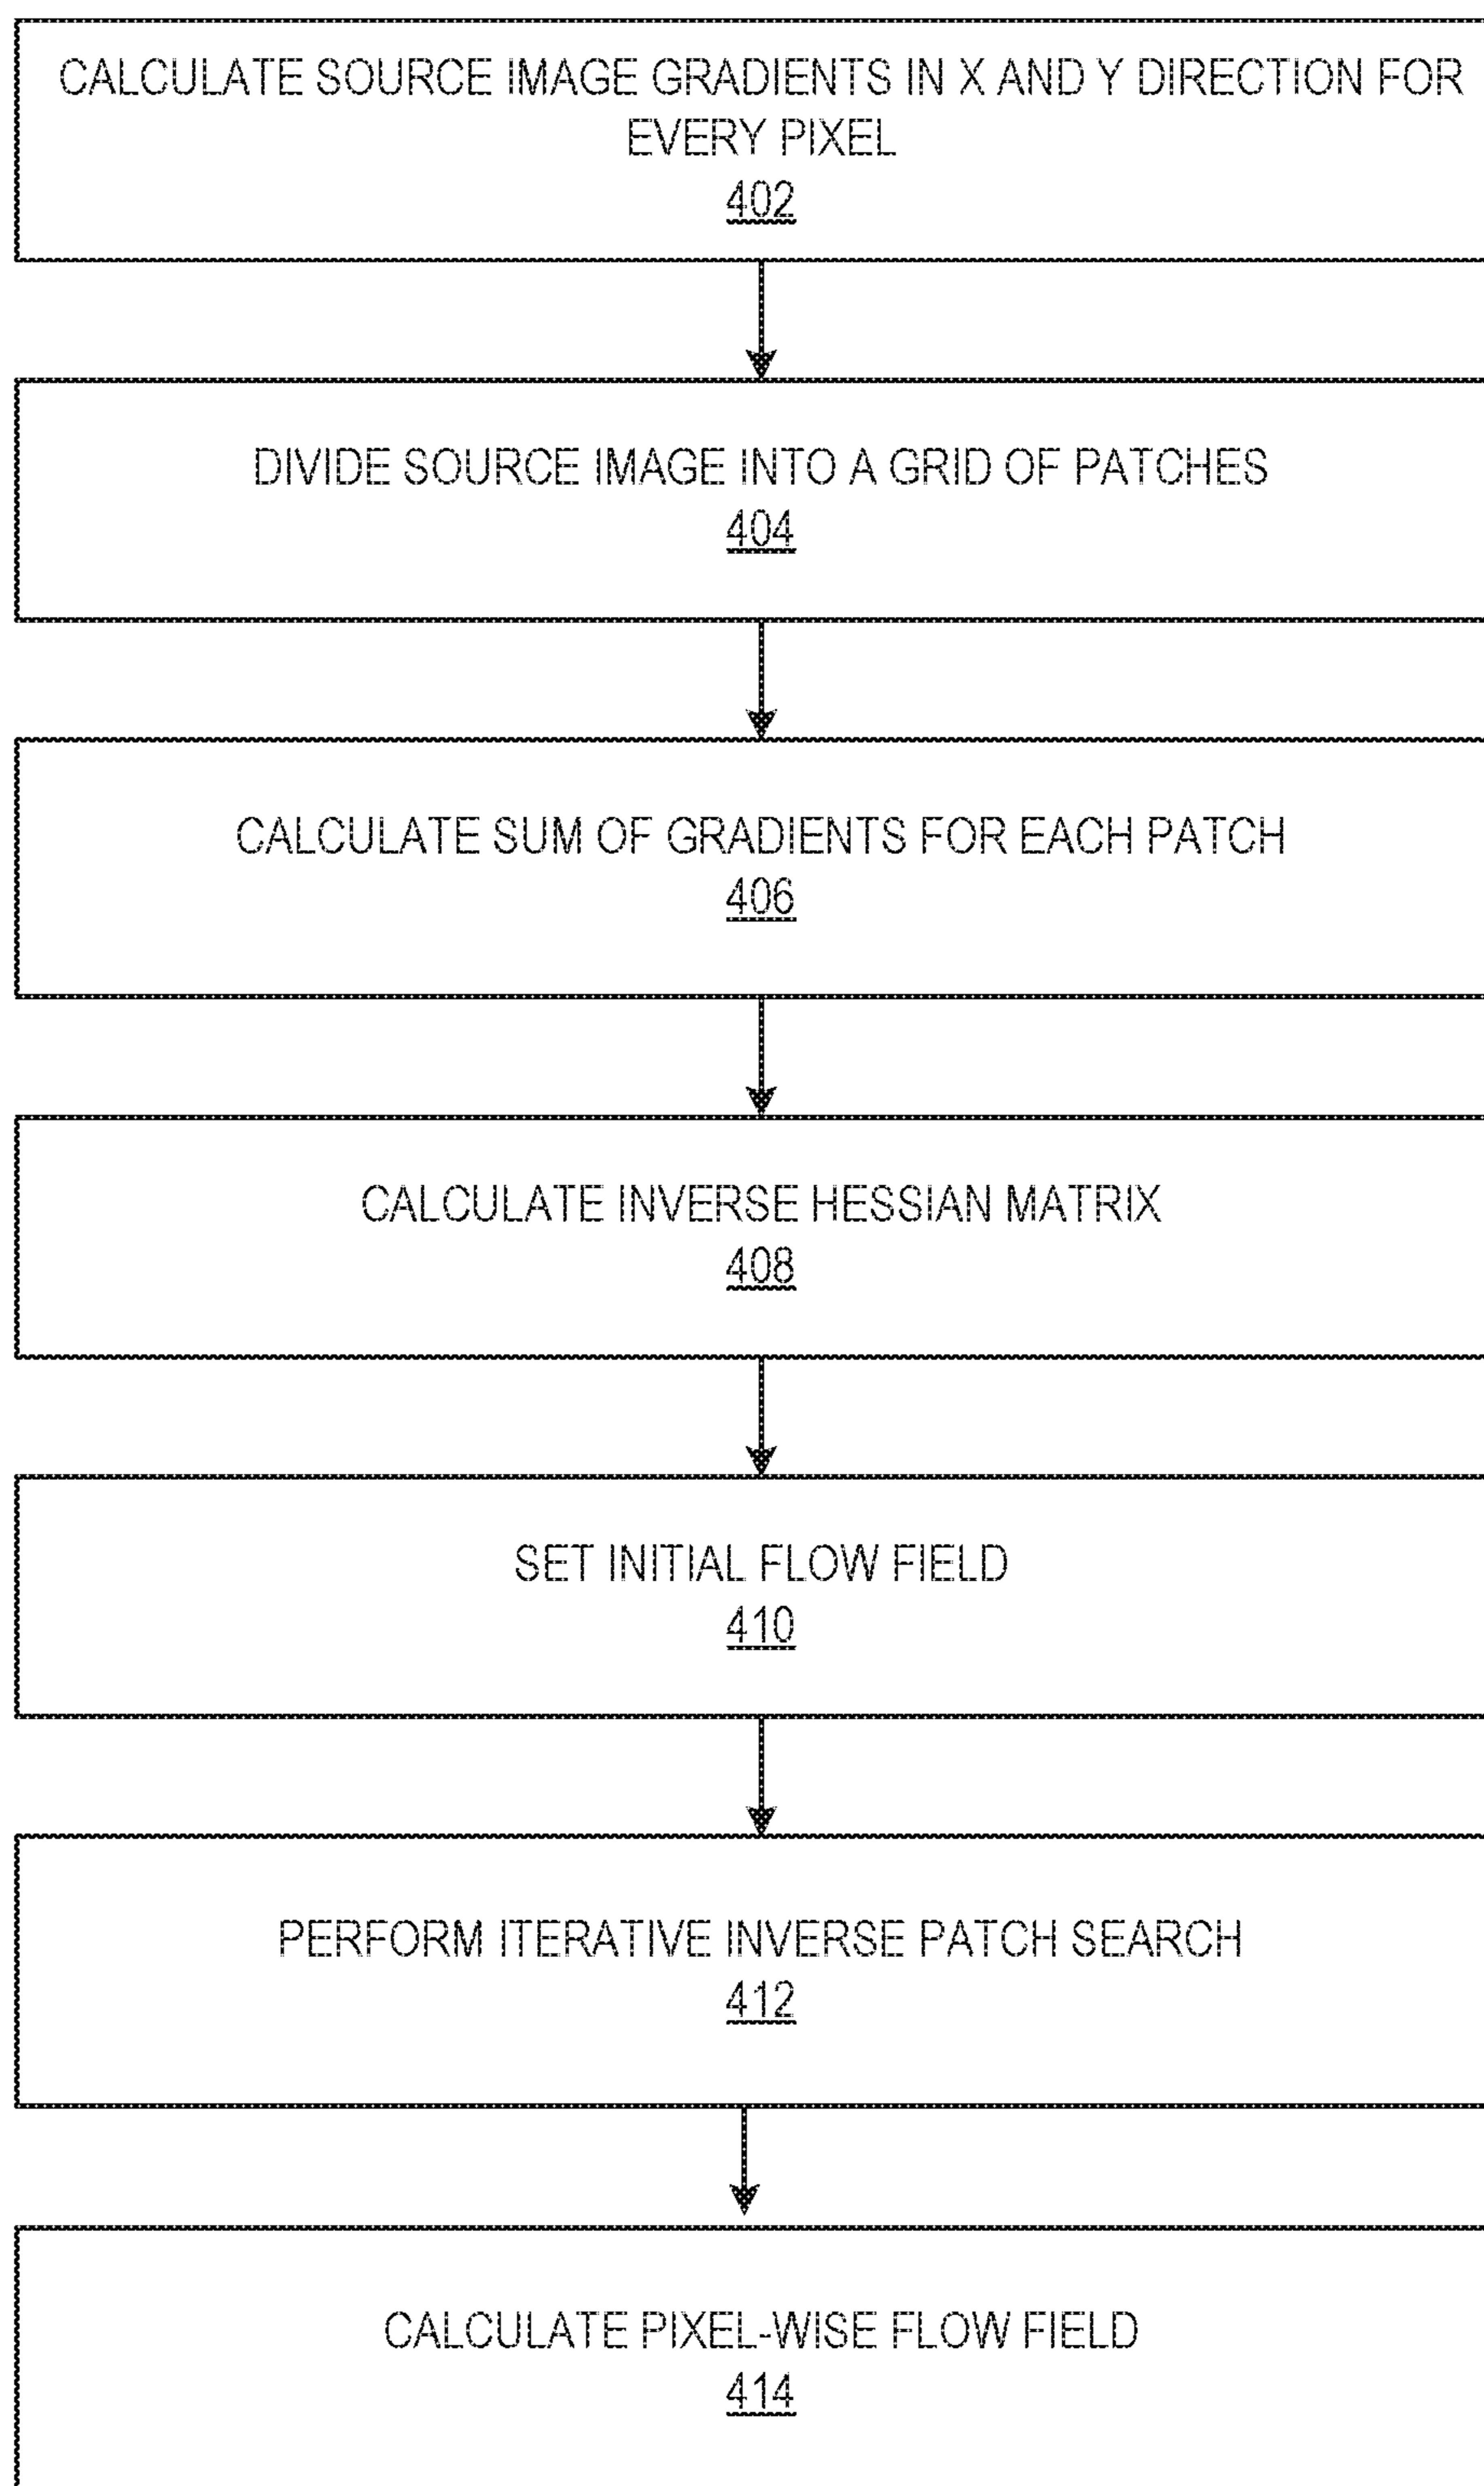 CALCULATE SOURCE IMAGE GRADIENTS IN X AND Y DIRECTION FOR
EVERY PIXEL
402
DIVIDE SOURCE IMAGE INTO A GRID OF PATCHES
404
CALCULATE SUM OF GRADIENTS FOR EACH PATCH
406
CALCULATE INVERSE HESSIAN MATRIX
408
SET INITIAL FLOW FIELD
410
PERFORM ITERATIVE INVERSE PATCH SEARCH
412
CALCULATE PIXEL-WISE FLOW FIELD
414